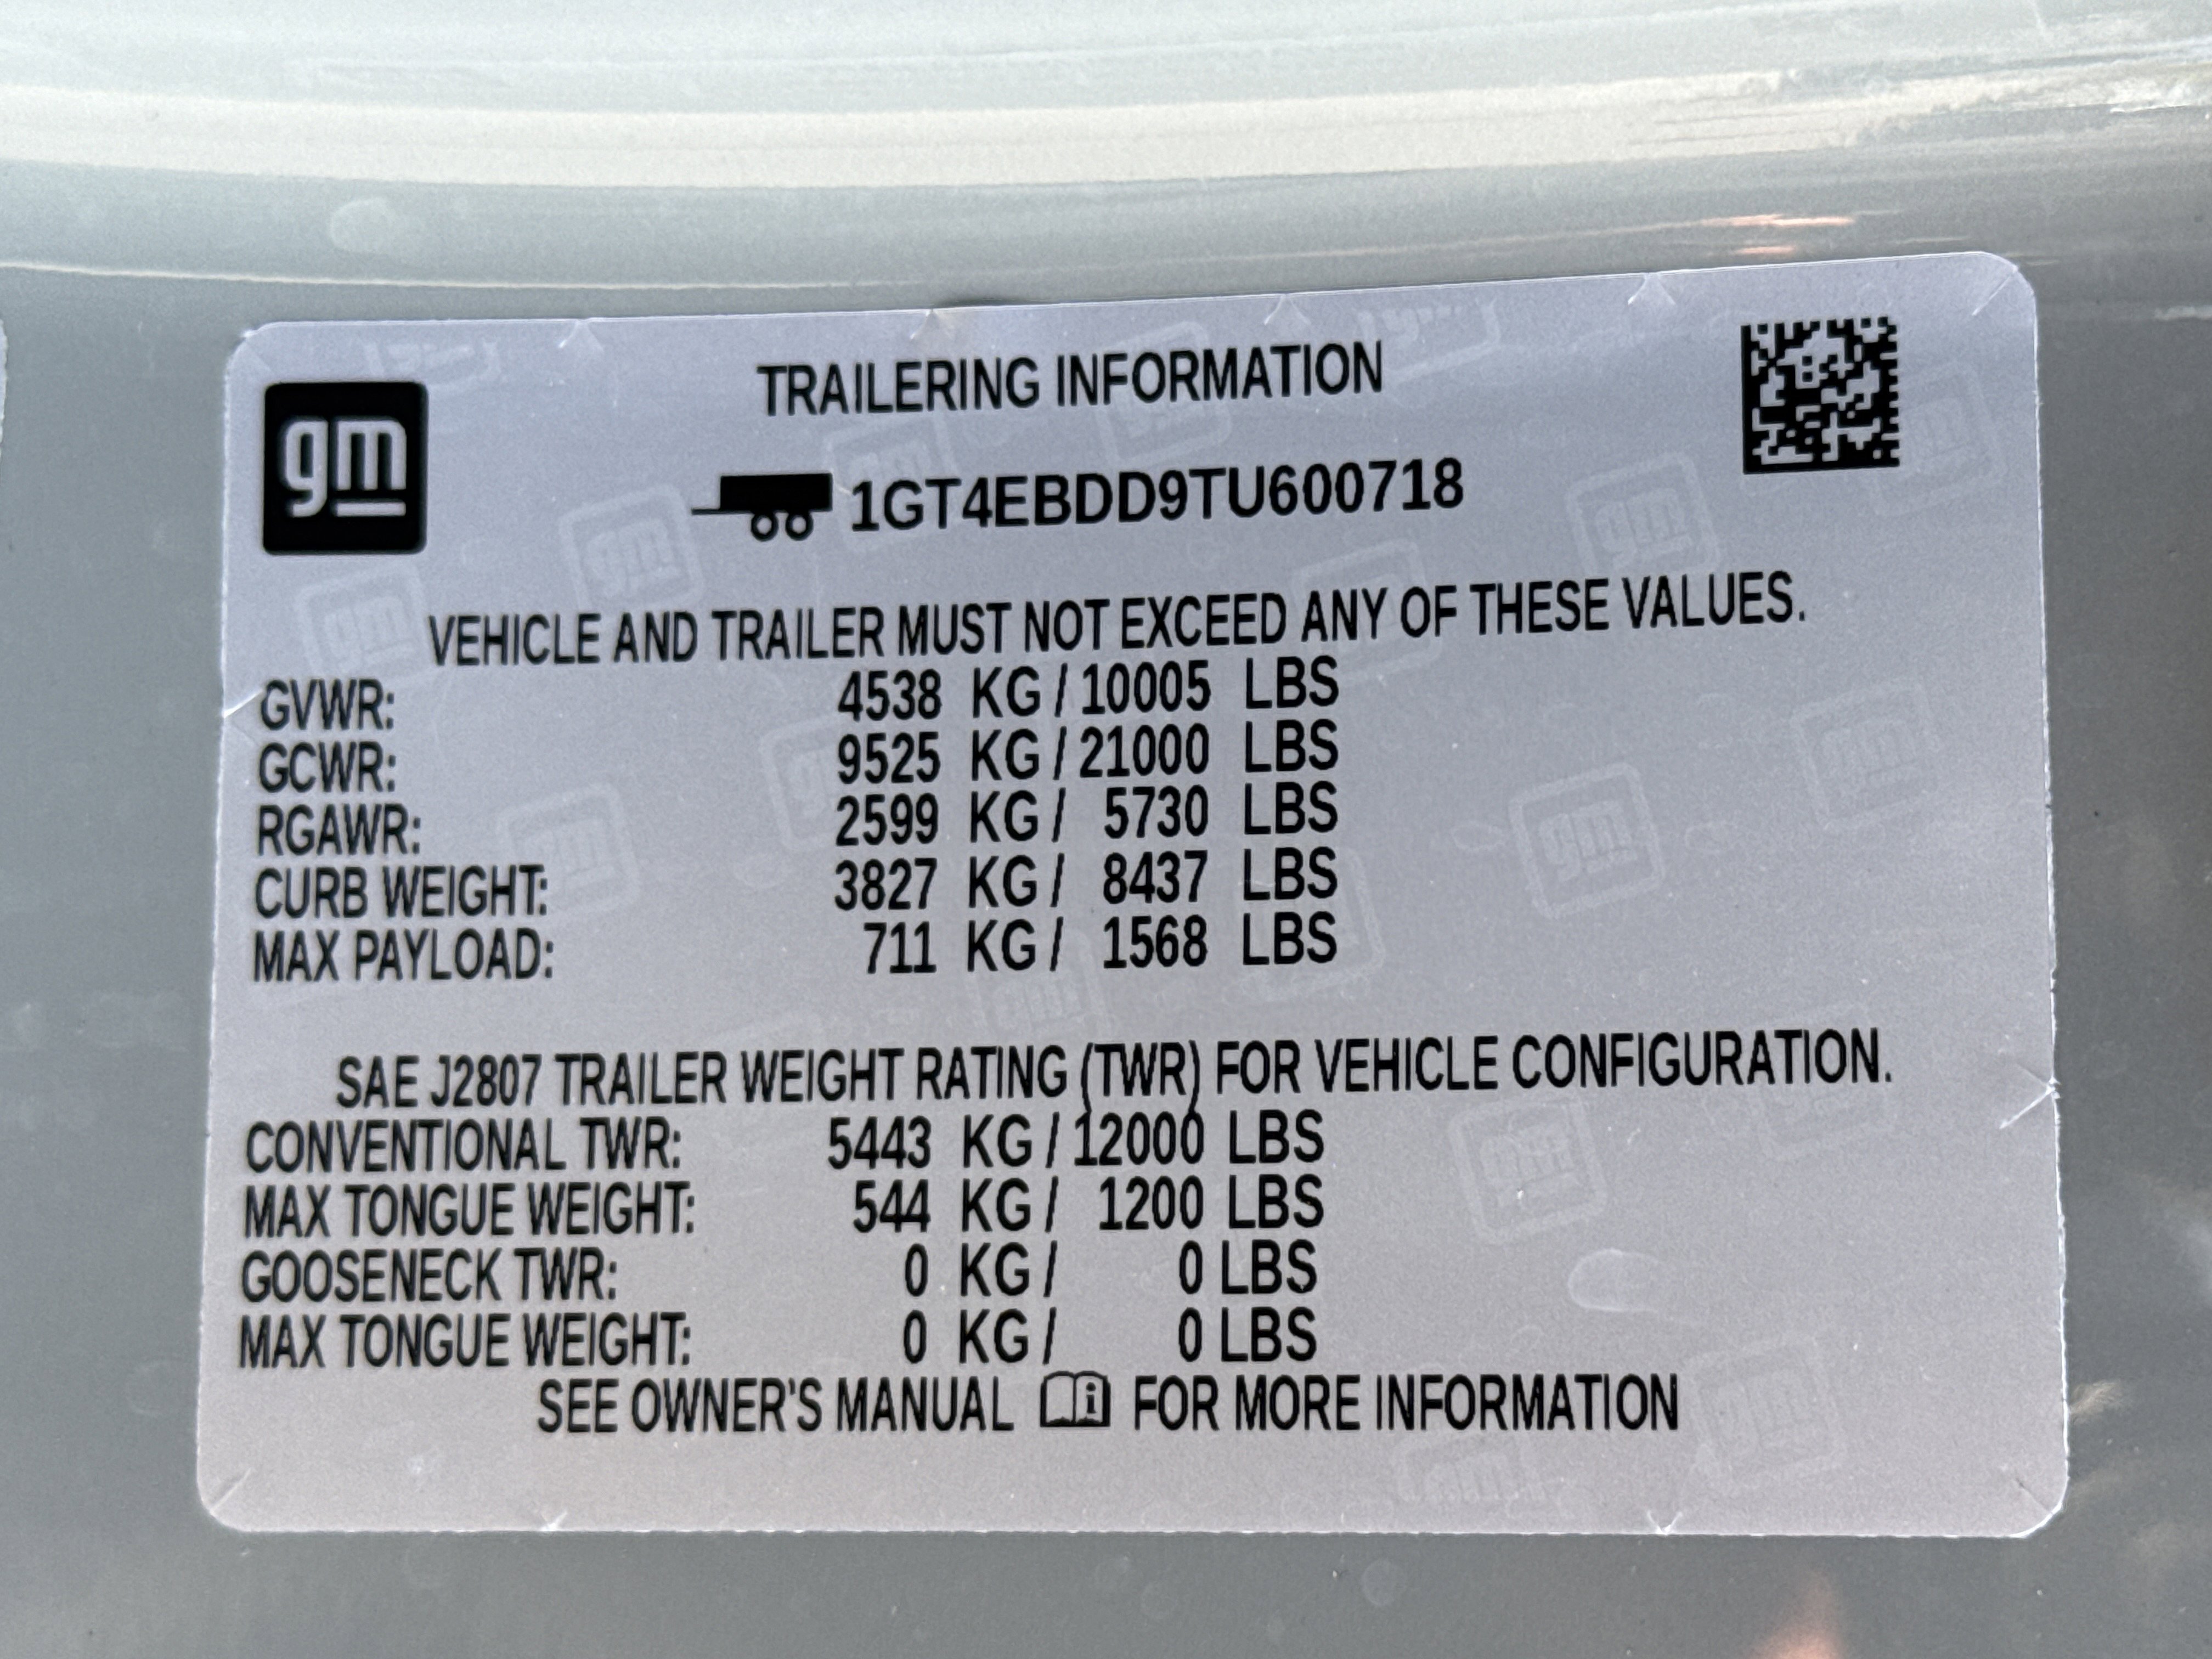 gm
TRAILERING INFORMATION
1GT4EBDD9TU600718
VEHICLE AND TRAILER MUST NOT EXCEED ANY OF THESE VALUES.
GVWR: 4538 KG / 10005 LBS
GCWR: 9525 KG / 21000 LBS
RGAWR: 2599 KG / 5730 LBS
CURB WEIGHT: 3827 KG / 8437 LBS
MAX PAYLOAD: 711 KG / 1568 LBS
SAE J2807 TRAILER WEIGHT RATING (TWR) FOR VEHICLE CONFIGURATION.
CONVENTIONAL TWR: 5443 KG / 12000 LBS
MAX TONGUE WEIGHT: 544 KG / 1200 LBS
GOOSENECK TWR: 0 KG / 0 LBS
MAX TONGUE WEIGHT: 0 KG / 0 LBS
SEE OWNER'S MANUAL i FOR MORE INFORMATION